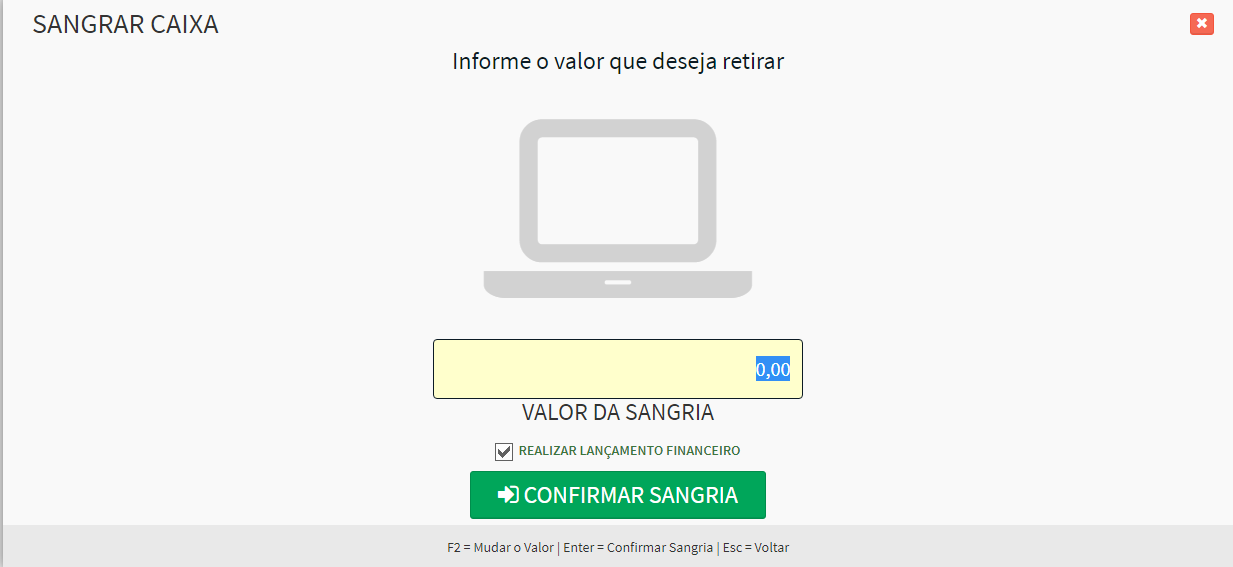 SANGRAR CAIXA
Informe o valor que deseja retirar
0,00
VALOR DA SANGRIA
REALIZAR LANÇAMENTO FINANCEIRO
CONFIRMAR SANGRIA
F2 = Mudar o Valor | Enter = Confirmar Sangria | Esc = Voltar